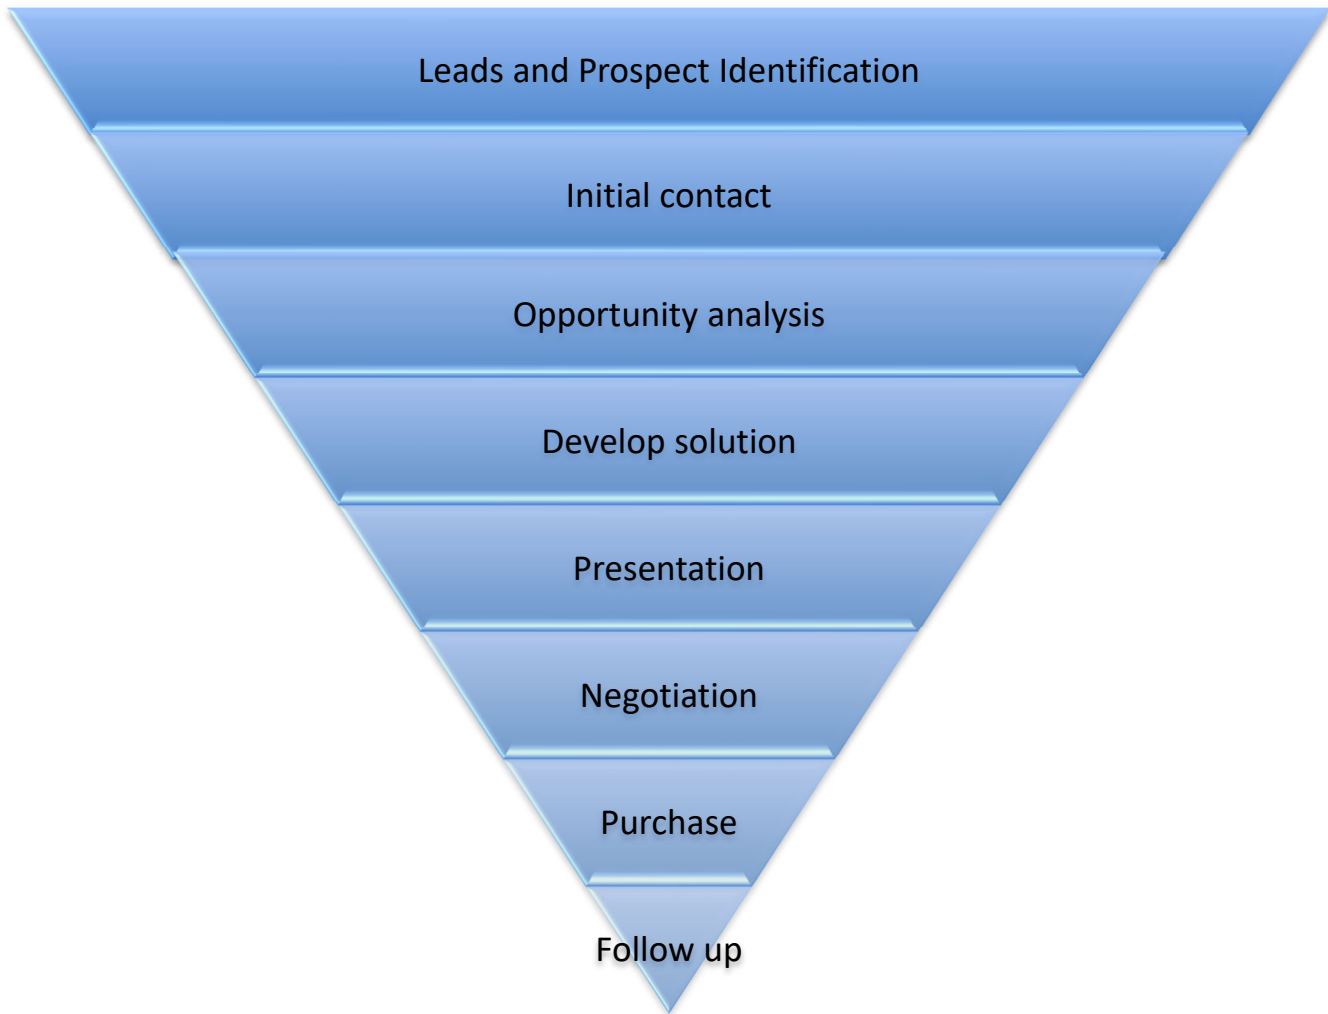 Leads and Prospect Identification
Initial contact
Opportunity analysis
Develop solution
Presentation
Negotiation
Purchase
Follow up